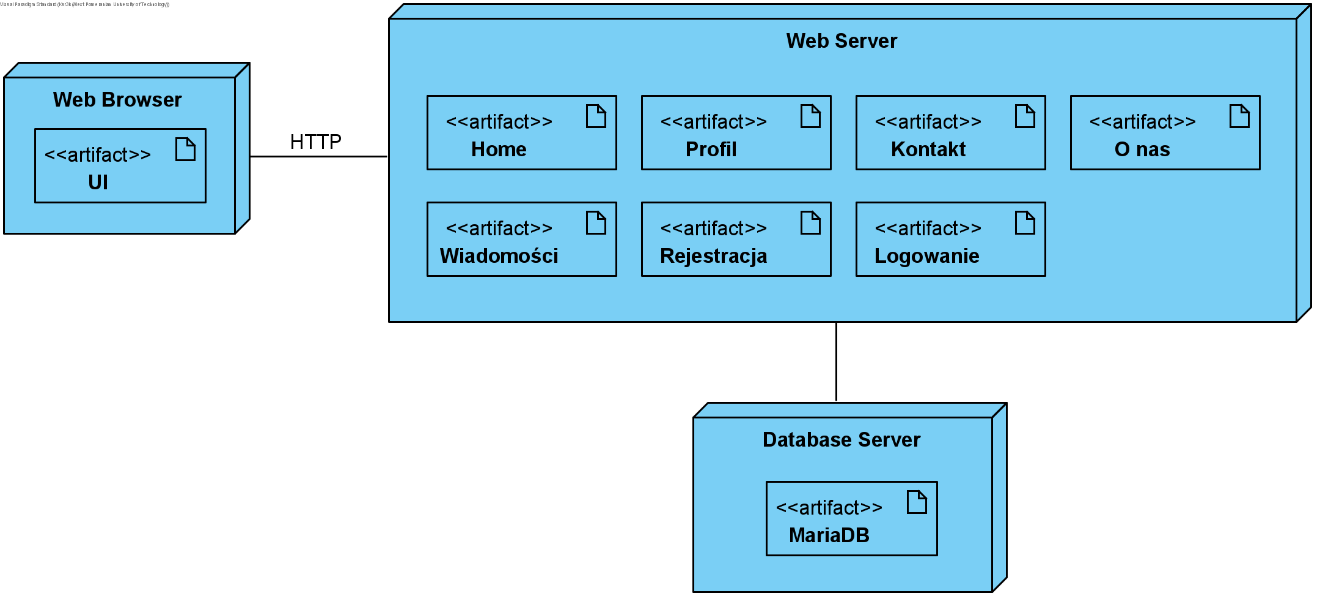 Web Server
Web Browser
<<artifact>>
UI
HTTP
<<artifact>>
Home
<<artifact>>
Profil
<<artifact>>
Kontakt
<<artifact>>
O nas
<<artifact>>
Wiadomości
<<artifact>>
Rejestracja
<<artifact>>
Logowanie
Database Server
<<artifact>>
MariaDB